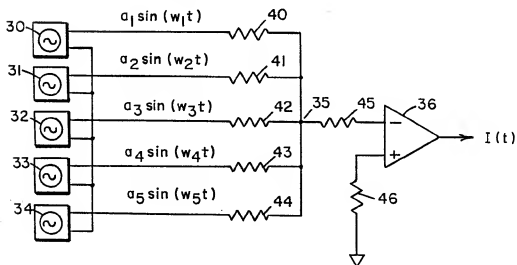 30 a₁ sin (w₁t) 40
31 a₂ sin (w₂t) 41
32 a₃ sin (w₃t) 42 35 45 36
− I(t)
+
33 a₄ sin (w₄t) 43
34 a₅ sin (w₅t) 44 46